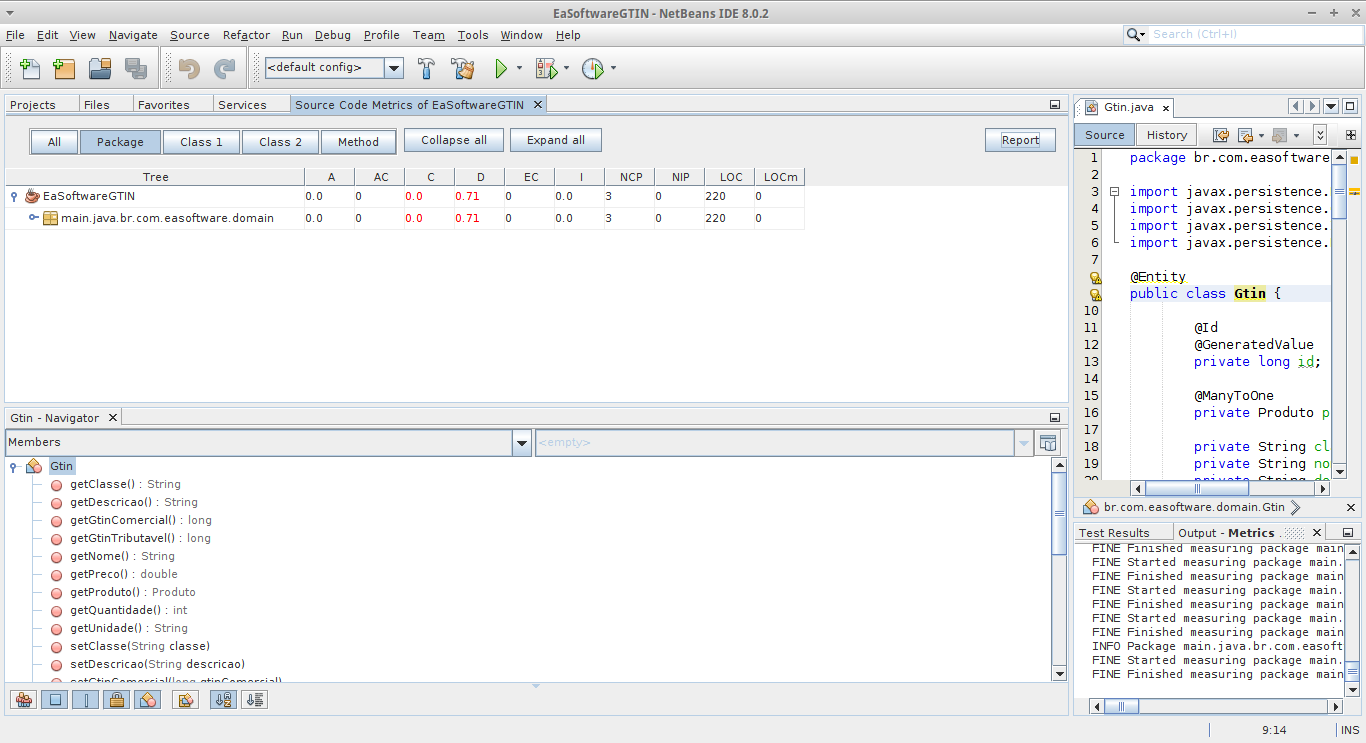 EaSoftwareGTIN - NetBeans IDE 8.0.2
File Edit View Navigate Source Refactor Run Debug Profile Team Tools Window Help
Search (Ctrl+I)
<default config>
Projects Files Favorites Services Source Code Metrics of EaSoftwareGTIN
All Package Class 1 Class 2 Method Collapse all Expand all Report
Tree A AC C D EC I NCP NIP LOC LOCm
EaSoftwareGTIN 0.0 0 0.0 0.71 0 0.0 3 0 220 0
main.java.br.com.easoftware.domain 0.0 0 0.0 0.71 0 0.0 3 0 220 0
Gtin - Navigator
Members
<empty>
Gtin
getClasse() : String
getDescricao() : String
getGtinComercial() : long
getGtinTributavel() : long
getNome() : String
getPreco() : double
getProduto() : Produto
getQuantidade() : int
getUnidade() : String
setClasse(String classe)
setDescricao(String descricao)
setGtinComercial(long gtinComercial)
Gtin.java
Source History
1 package br.com.easoftware
2
3 import javax.persistence.
4 import javax.persistence.
5 import javax.persistence.
6 import javax.persistence.
7
@Entity
public class Gtin {
10
11 @Id
12 @GeneratedValue
13 private long id;
14
15 @ManyToOne
16 private Produto p
17
18 private String cl
19 private String no
20 private String de
br.com.easoftware.domain.Gtin
Test Results Output - Metrics
FINE Finished measuring package main
FINE Started measuring package main.
FINE Finished measuring package main
FINE Started measuring package main.
FINE Finished measuring package main
FINE Started measuring package main.
FINE Finished measuring package main
INFO Package main.java.br.com.easoft
FINE Started measuring package main.
FINE Finished measuring package main
9:14 INS